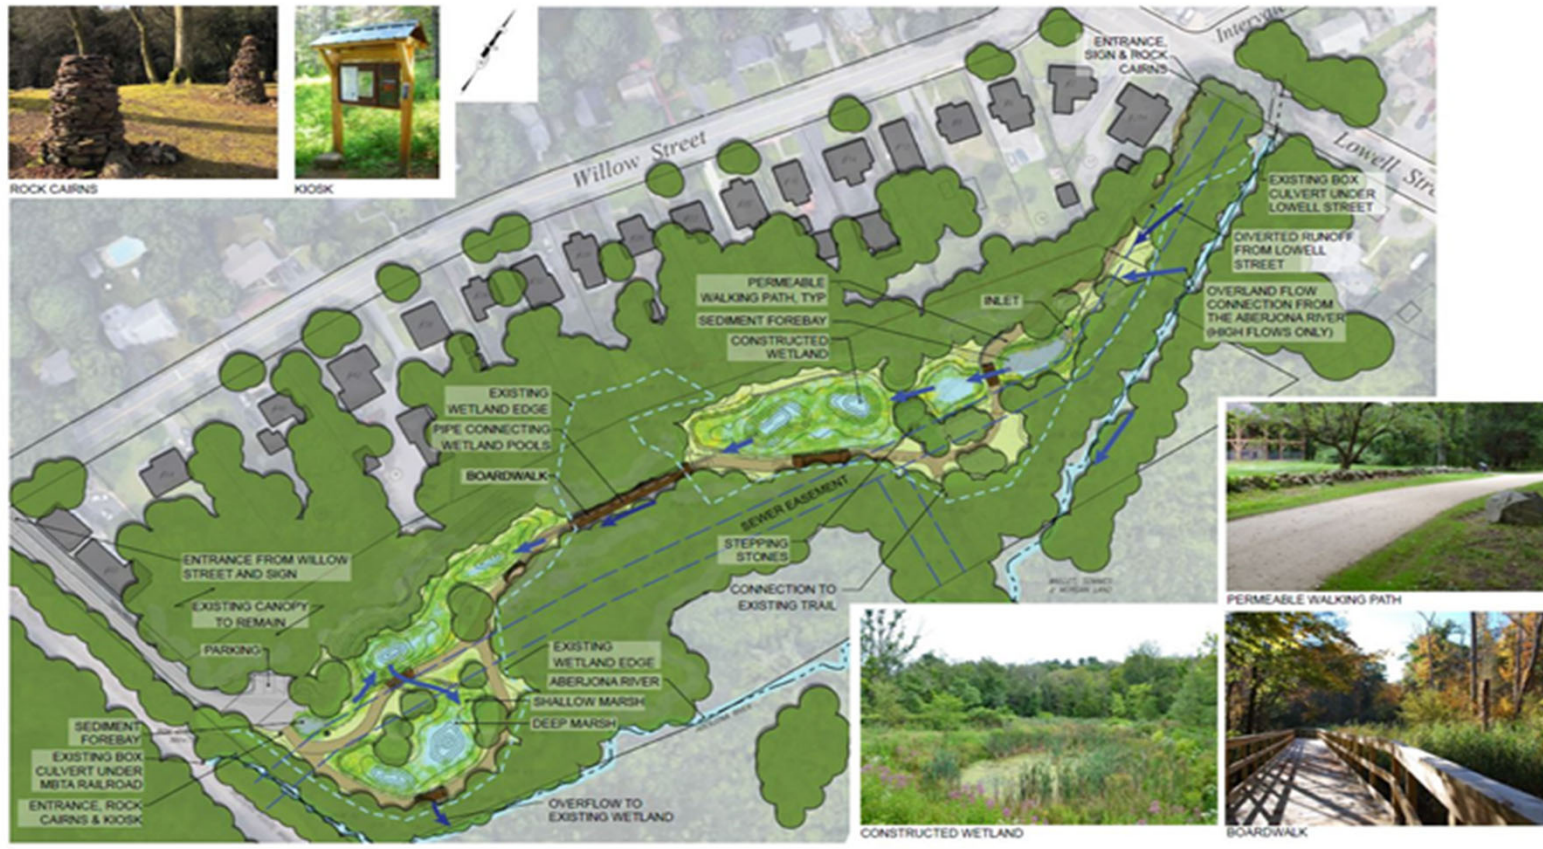 ROCK CAIRNS
KIOSK
Willow Street
Interval
Lowell Stre
ENTRANCE,
SIGN & ROCK
CAIRNS
EXISTING BOX
CULVERT UNDER
LOWELL STREET
DIVERTED RUNOFF
FROM LOWELL
STREET
OVERLAND FLOW
CONNECTION FROM
THE ABERJONA RIVER
(HIGH FLOWS ONLY)
PERMEABLE
WALKING PATH, TYP
INLET
SEDIMENT FOREBAY
CONSTRUCTED
WETLAND
EXISTING
WETLAND EDGE
PIPE CONNECTING
WETLAND POOLS
BOARDWALK
SEWER EASEMENT
STEPPING
STONES
CONNECTION TO
EXISTING TRAIL
ENTRANCE FROM WILLOW
STREET AND SIGN
EXISTING CANOPY
TO REMAIN
PARKING
EXISTING
WETLAND EDGE
ABERJONA RIVER
SHALLOW MARSH
DEEP MARSH
SEDIMENT
FOREBAY
EXISTING BOX
CULVERT UNDER
MBTA RAILROAD
ENTRANCE, ROCK
CAIRNS & KIOSK
OVERFLOW TO
EXISTING WETLAND
PERMEABLE WALKING PATH
CONSTRUCTED WETLAND
BOARDWALK